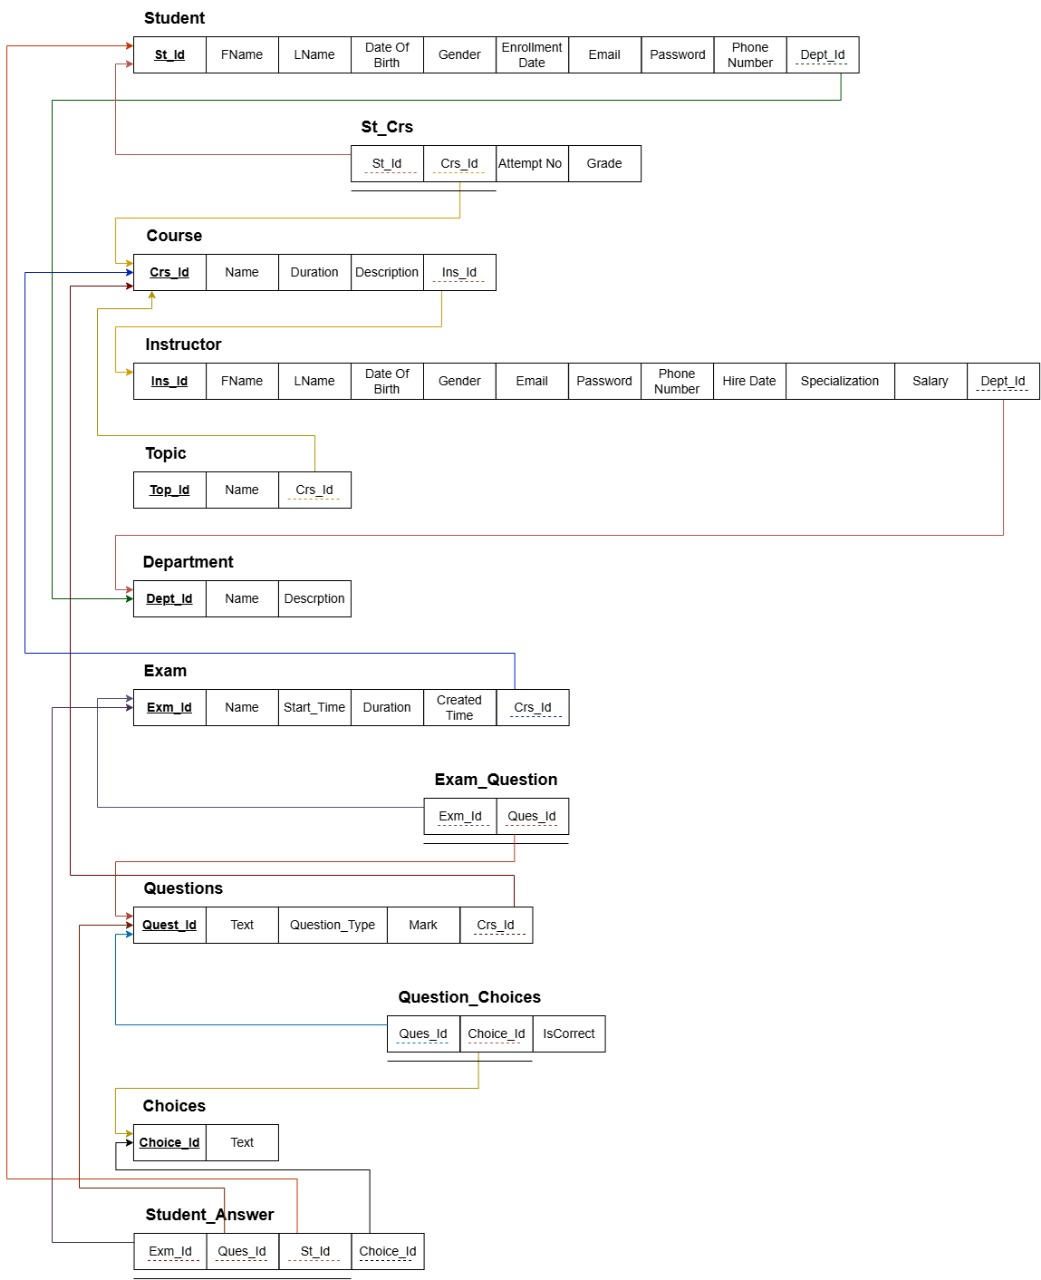 Student
St_Id FName LName Date Of Birth Gender Enrollment Date Email Password Phone Number Dept_Id
St_Crs
St_Id Crs_Id Attempt No Grade
Course
Crs_Id Name Duration Description Ins_Id
Instructor
Ins_Id FName LName Date Of Birth Gender Email Password Phone Number Hire Date Specialization Salary Dept_Id
Topic
Top_Id Name Crs_Id
Department
Dept_Id Name Descrption
Exam
Exm_Id Name Start_Time Duration Created Time Crs_Id
Exam_Question
Exm_Id Ques_Id
Questions
Quest_Id Text Question_Type Mark Crs_Id
Question_Choices
Ques_Id Choice_Id IsCorrect
Choices
Choice_Id Text
Student_Answer
Exm_Id Ques_Id St_Id Choice_Id